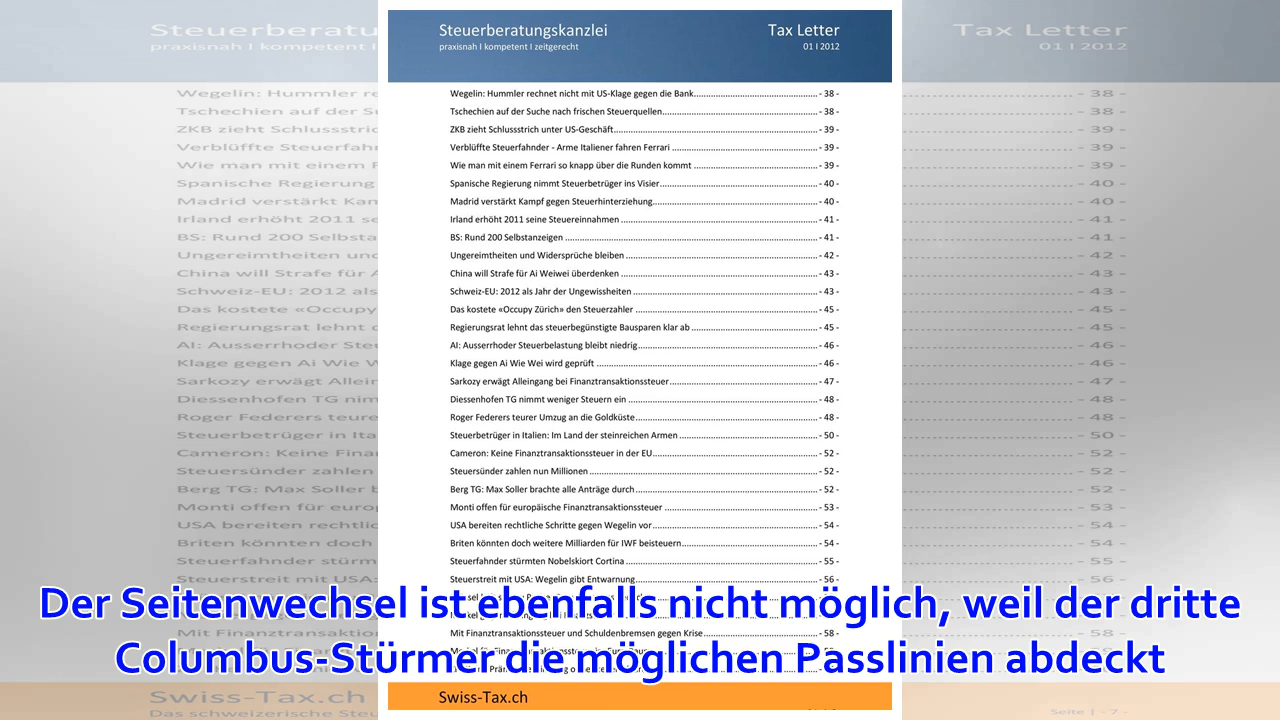 Steuerberatungskanzlei
Tax Letter
praxisnah I kompetent I zeitgerecht
01 I 2012
Wegelin: Hummler rechnet nicht mit US-Klage gegen die Bank - 38 -
Tschechien auf der Suche nach frischen Steuerquellen - 38 -
ZKB zieht Schlussstrich unter US-Geschäft - 39 -
Verblüffte Steuerfahnder - Arme Italiener fahren Ferrari - 39 -
Wie man mit einem Ferrari so knapp über die Runden kommt - 39 -
Spanische Regierung nimmt Steuerbetrüger ins Visier - 40 -
Madrid verstärkt Kampf gegen Steuerhinterziehung - 40 -
Irland erhöht 2011 seine Steuereinnahmen - 41 -
BS: Rund 200 Selbstanzeigen - 41 -
Ungereimtheiten und Widersprüche bleiben - 42 -
China will Strafe für Ai Weiwei überdenken - 43 -
Schweiz-EU: 2012 als Jahr der Ungewissheiten - 43 -
Das kostete «Occupy Zürich» den Steuerzahler - 45 -
Regierungsrat lehnt das steuerbegünstigte Bausparen klar ab - 45 -
AI: Ausserrhoder Steuerbelastung bleibt niedrig - 46 -
Klage gegen Ai Wie Wei wird geprüft - 46 -
Sarkozy erwägt Alleingang bei Finanztransaktionssteuer - 47 -
Diessenhofen TG nimmt weniger Steuern ein - 48 -
Roger Federers teurer Umzug an die Goldküste - 48 -
Steuerbetrüger in Italien: Im Land der steinreichen Armen - 50 -
Cameron: Keine Finanztransaktionssteuer in der EU - 52 -
Steuersünder zahlen nun Millionen - 52 -
Berg TG: Max Soller brachte alle Anträge durch - 52 -
Monti offen für europäische Finanztransaktionssteuer - 53 -
USA bereiten rechtliche Schritte gegen Wegelin vor - 54 -
Briten könnten doch weitere Milliarden für IWF beisteuern - 54 -
Steuerfahnder stürmten Nobelskiort Cortina - 55 -
Steuerstreit mit USA: Wegelin gibt Entwarnung - 56 -
Der Seitenwechsel ist ebenfalls nicht möglich, weil der dritte
Mit Finanztransaktionssteuer und Schuldenbremsen gegen Krise - 58 -
Columbus-Stürmer die möglichen Passlinien abdeckt
Swiss-Tax.ch